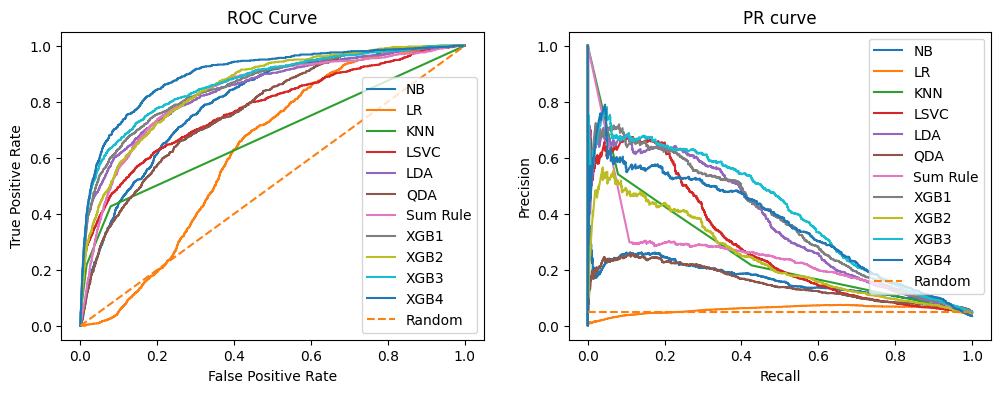 ROC Curve
True Positive Rate
1.0
0.8
0.6
0.4
0.2
0.0
0.0 0.2 0.4 0.6 0.8 1.0
False Positive Rate
NB
LR
KNN
LSVC
LDA
QDA
Sum Rule
XGB1
XGB2
XGB3
XGB4
Random
PR curve
Precision
1.0
0.8
0.6
0.4
0.2
0.0
0.0 0.2 0.4 0.6 0.8 1.0
Recall
NB
LR
KNN
LSVC
LDA
QDA
Sum Rule
XGB1
XGB2
XGB3
XGB4
Random